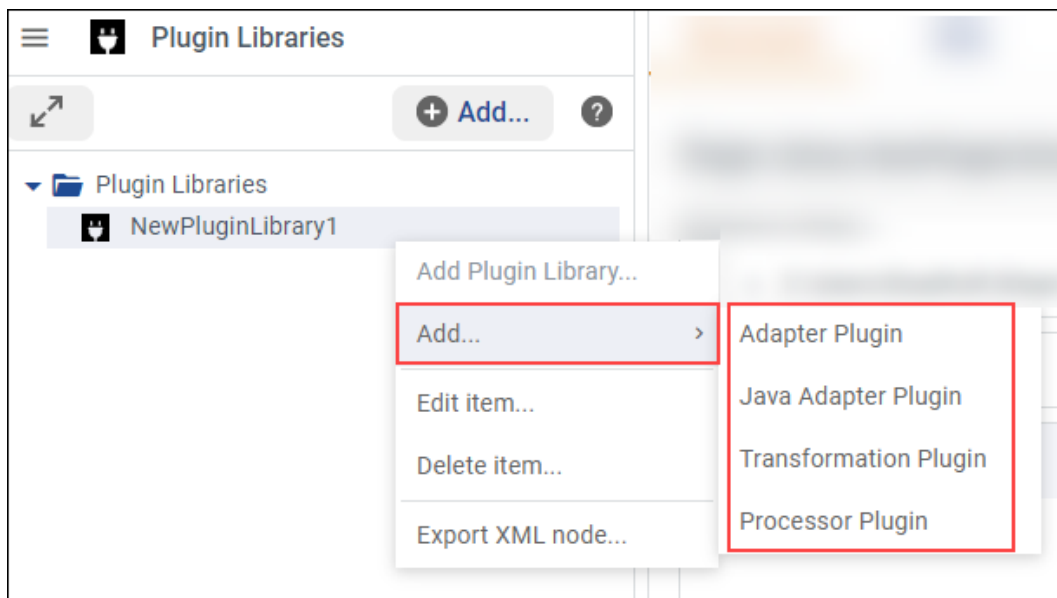 Plugin Libraries
Add...
Plugin Libraries
NewPluginLibrary1
Add Plugin Library...
Add...
Edit item...
Delete item...
Export XML node...
Adapter Plugin
Java Adapter Plugin
Transformation Plugin
Processor Plugin